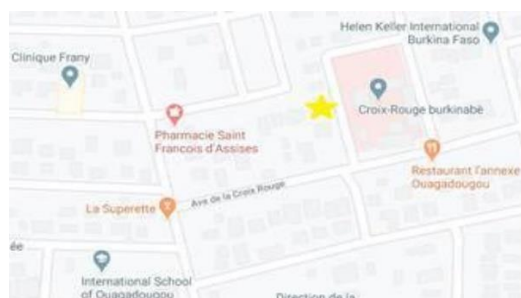 Helen Keller International
Burkina Faso
Clinique Frany
Croix-Rouge burkinabè
Pharmacie Saint
Francois d'Assises
Restaurant l'annexe
Ouagadougou
Ave de la Croix Rouge
La Superette
ée
International School
of Ouagadougou
Direction de la